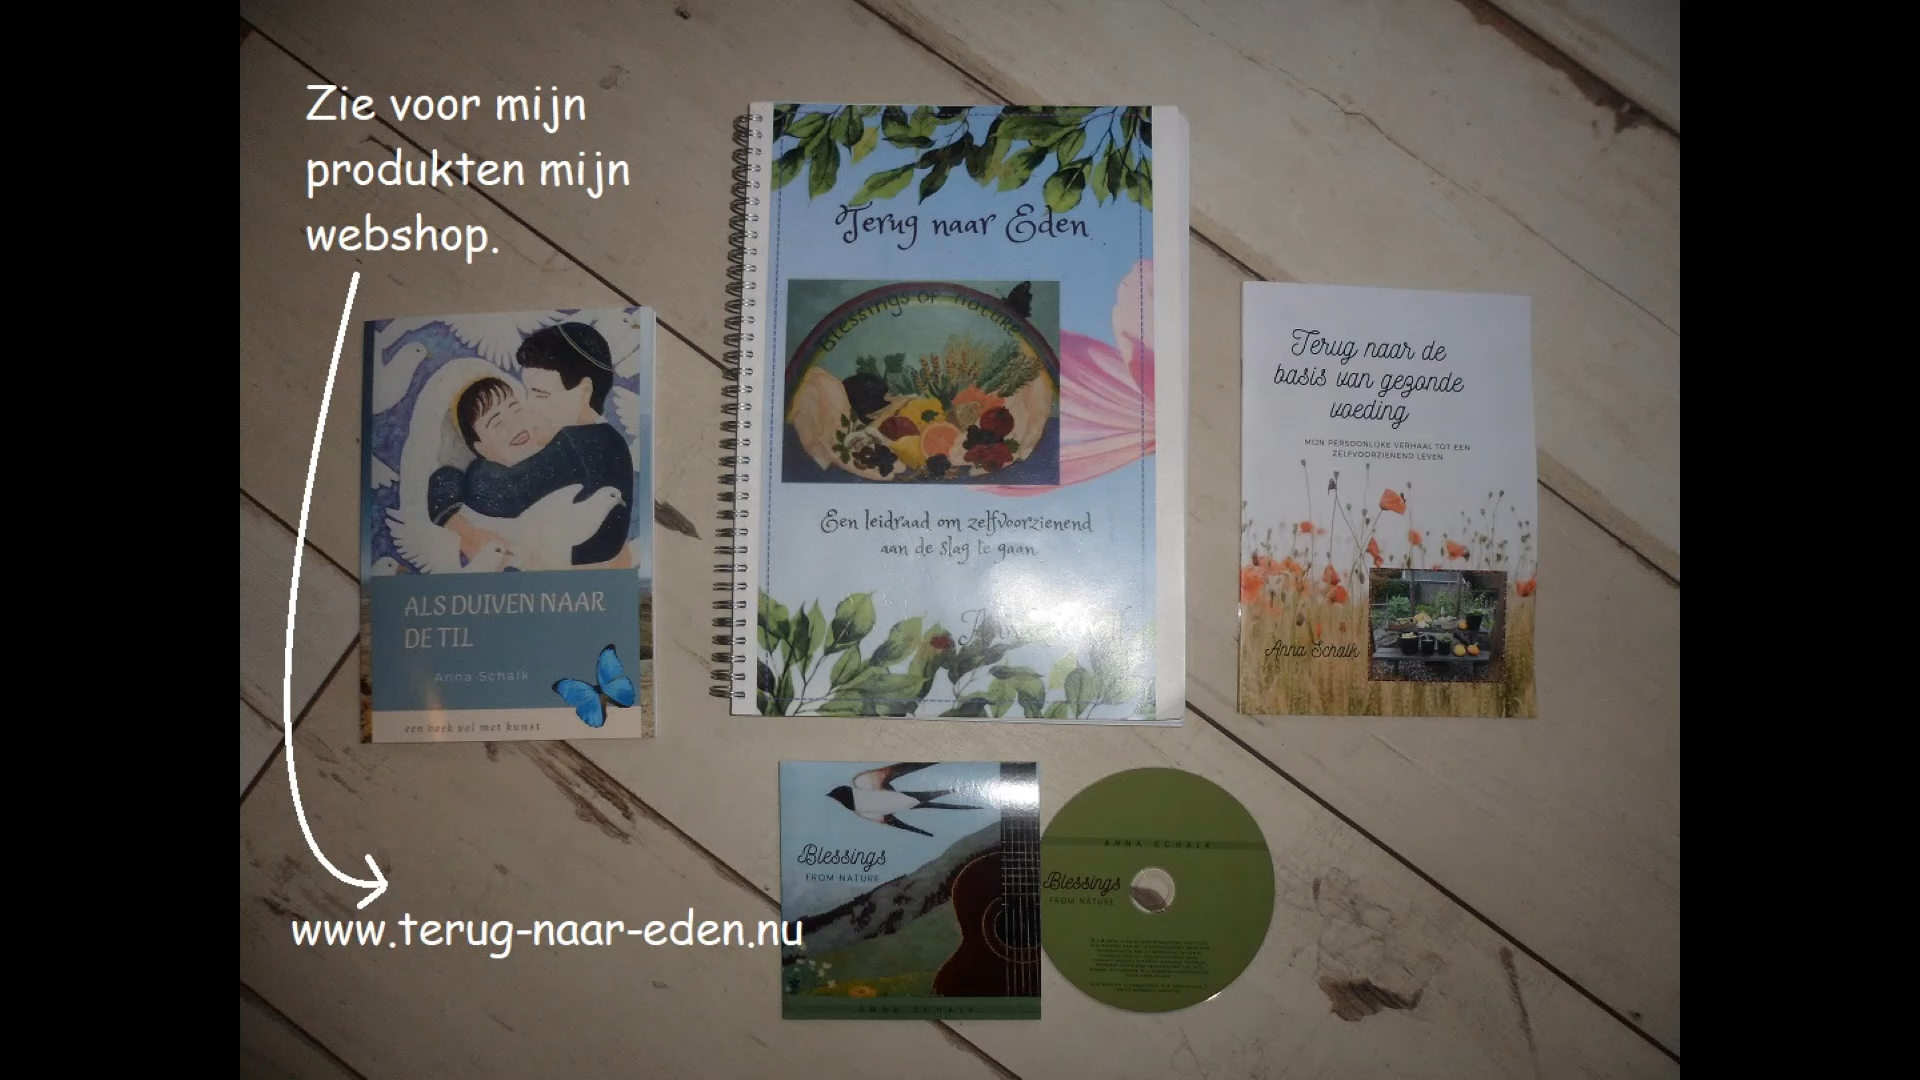 Zie voor mijn
produkten mijn
webshop.
www.terug-naar-eden.nu
ALS DUIVEN NAAR
DE TIL
Anna Schalk
een boek vol met kunst
Terug naar Eden
Blessings of nature
Een leidraad om zelfvoorzienend
aan de slag te gaan
Terug naar de
basis van gezonde
voeding
MIJN PERSOONLIJKE VERHAAL TOT EEN
ZELFVOORZIENEND LEVEN
Anna Schalk
Blessings
FROM NATURE
ANNA SCHALK
ANNA SCHALK
Blessings
FROM NATURE